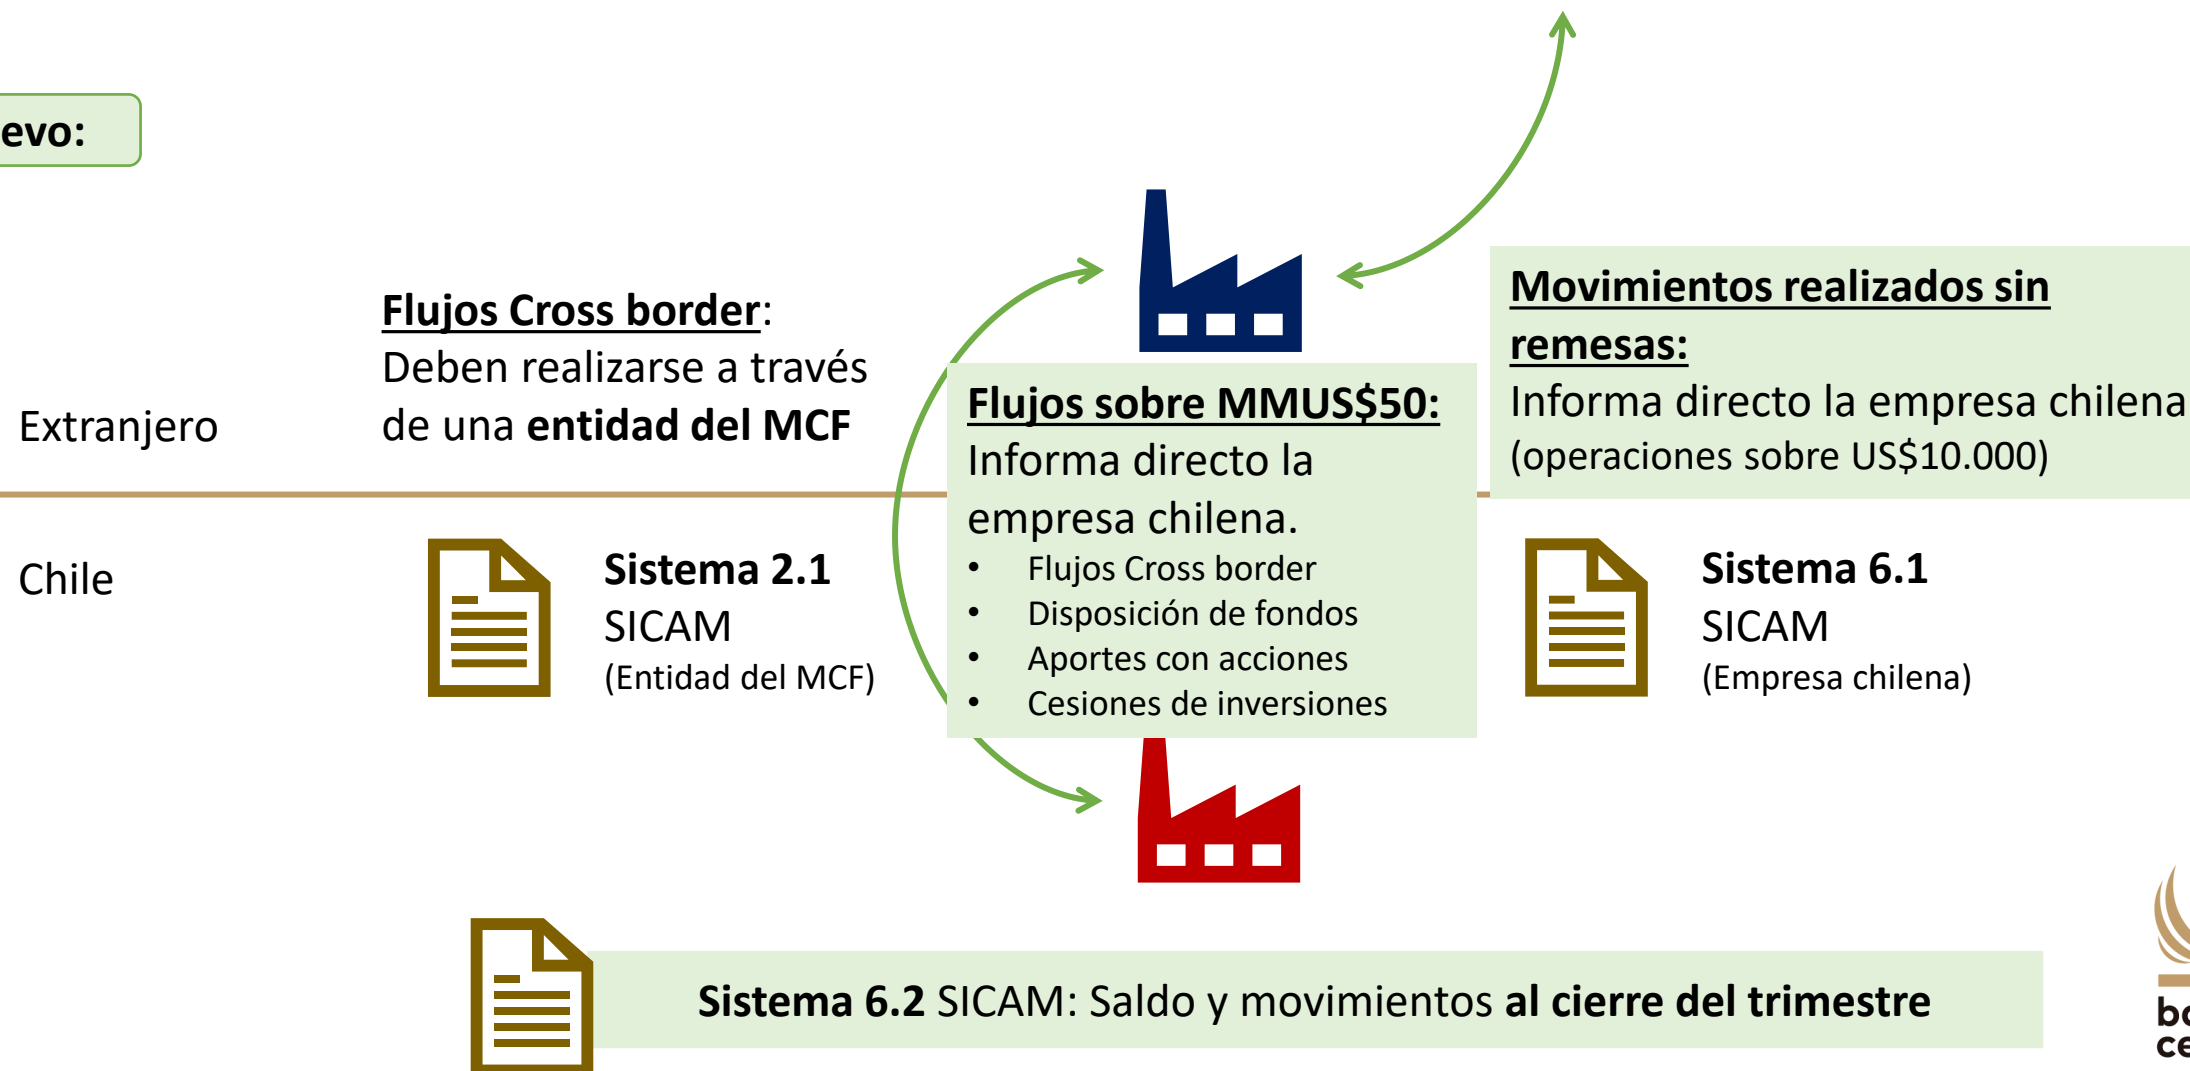 evo:
Flujos Cross border:
Deben realizarse a través
de una entidad del MCF
Extranjero
Flujos sobre MMUS$50:
Informa directo la
empresa chilena.
• Flujos Cross border
• Disposición de fondos
• Aportes con acciones
• Cesiones de inversiones
Movimientos realizados sin
remesas:
Informa directo la empresa chilena
(operaciones sobre US$10.000)
Chile
Sistema 2.1
SICAM
(Entidad del MCF)
Sistema 6.1
SICAM
(Empresa chilena)
Sistema 6.2 SICAM: Saldo y movimientos al cierre del trimestre